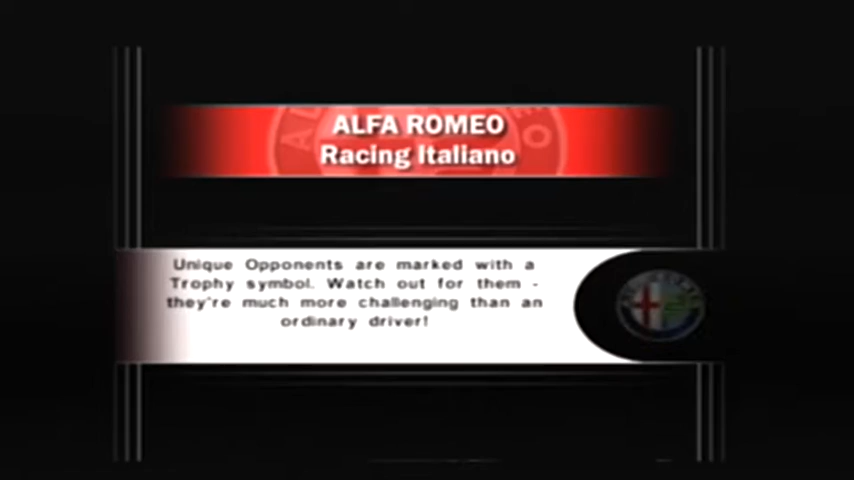 ALFA ROMEO
Racing Italiano
Unique Opponents are marked with a
Trophy symbol. Watch out for them -
they're much more challenging than an
ordinary driver!